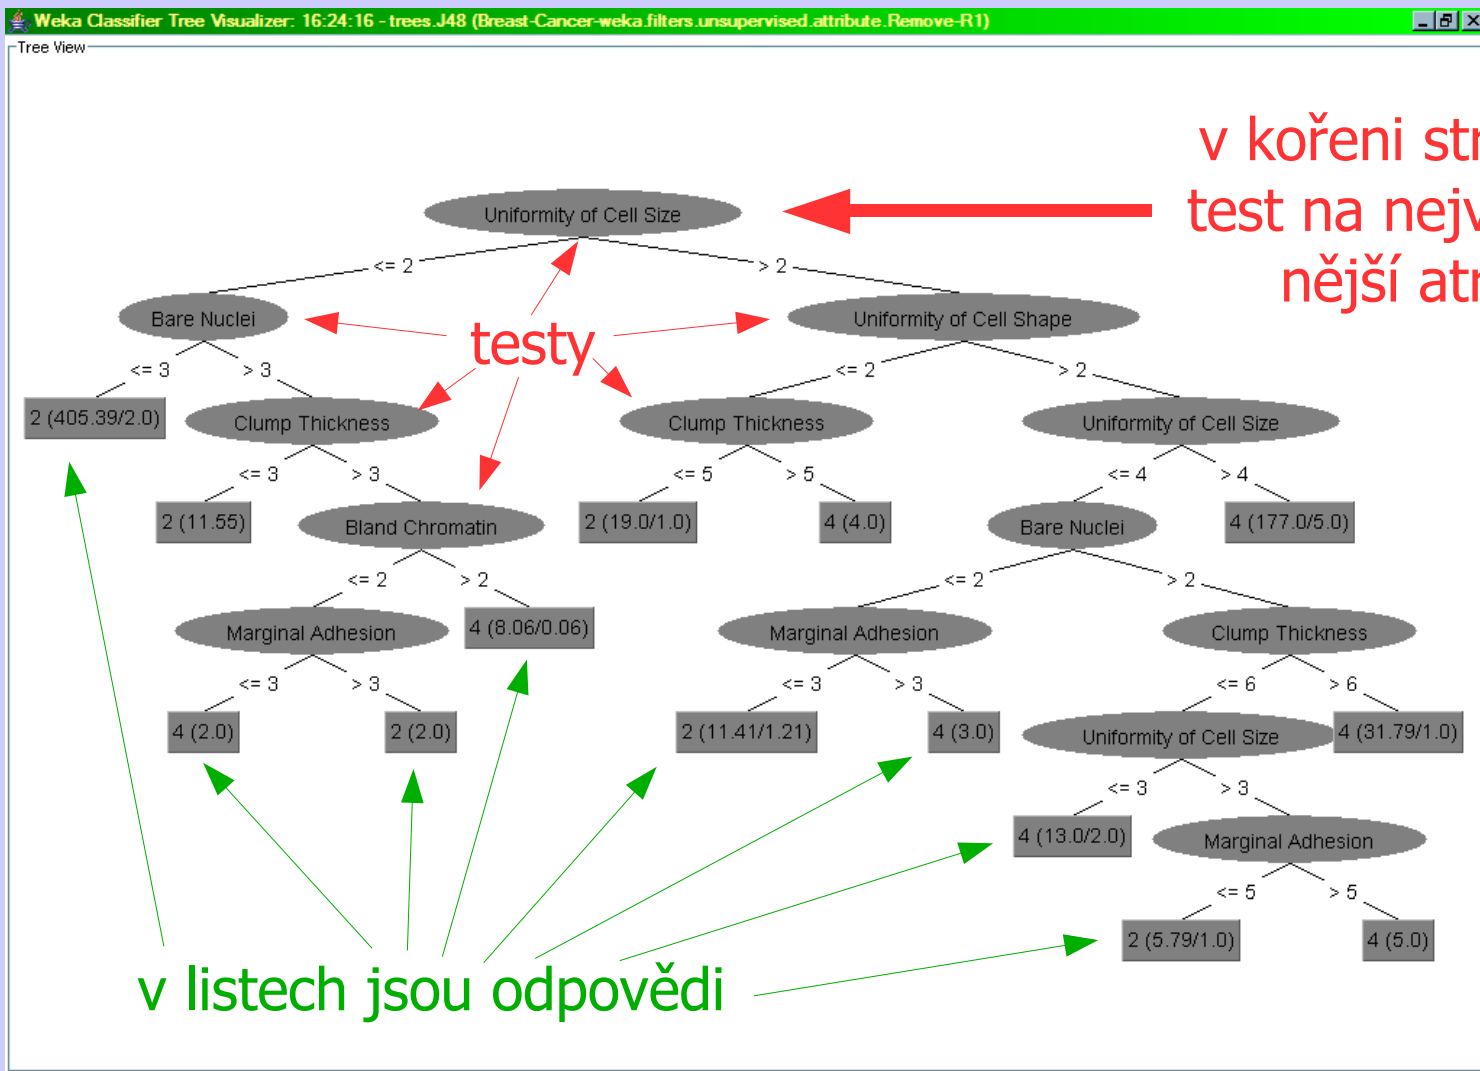 Weka Classifier Tree Visualizer: 16:24:16 - trees.J48 (Breast-Cancer-weka.filters.unsupervised.attribute.Remove-R1)
Tree View
v kořeni
test na
nější
Uniformity of Cell Size
<= 2
> 2
Bare Nuclei
testy
Uniformity of Cell Shape
<= 3
> 3
<= 2
> 2
2 (405.39/2.0)
Clump Thickness
Clump Thickness
Uniformity of Cell Size
<= 3
> 3
<= 5
> 5
<= 4
> 4
2 (11.55)
Bland Chromatin
2 (19.0/1.0)
4 (4.0)
Bare Nuclei
4 (177.0/5.0)
<= 2
> 2
<= 2
> 2
Marginal Adhesion
4 (8.06/0.06)
Marginal Adhesion
Clump Thickness
<= 3
> 3
<= 3
> 3
<= 6
> 6
4 (2.0)
2 (2.0)
2 (11.41/1.21)
4 (3.0)
Uniformity of Cell Size
4 (31.79/1.0)
<= 3
> 3
4 (13.0/2.0)
Marginal Adhesion
<= 5
> 5
2 (5.79/1.0)
4 (5.0)
v listech jsou odpovědi